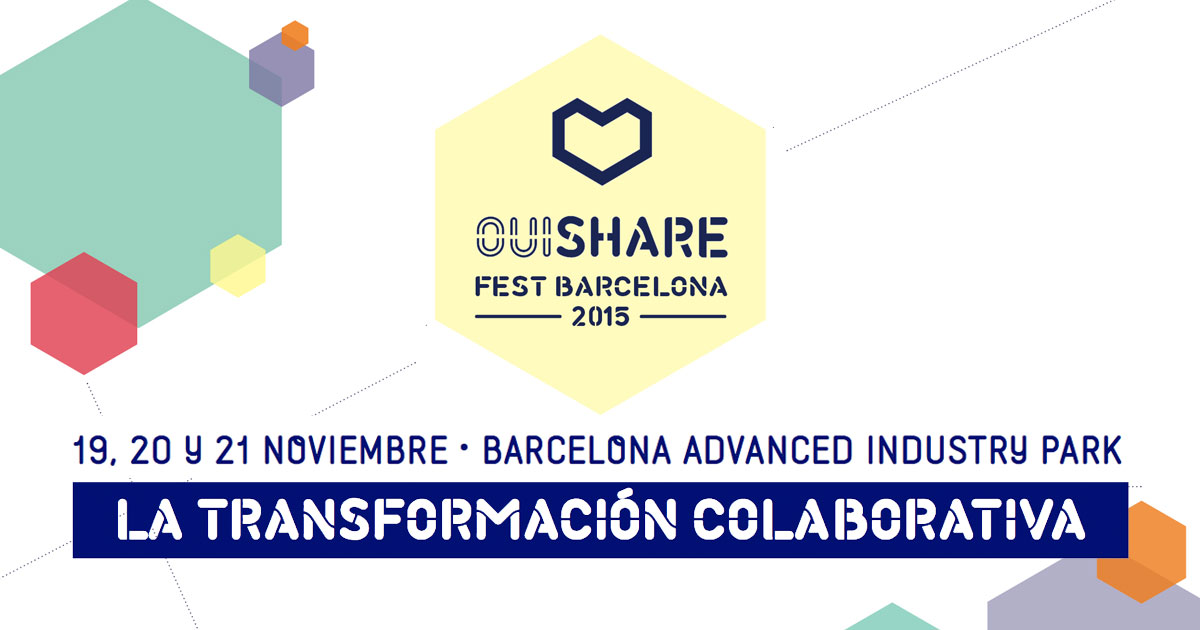 OUISHARE
FEST BARCELONA
2015
19, 20 y 21 NOVIEMBRE · BARCELONA ADVANCED INDUSTRY PARK
LA TRANSFORMACIÓN COLABORATIVA